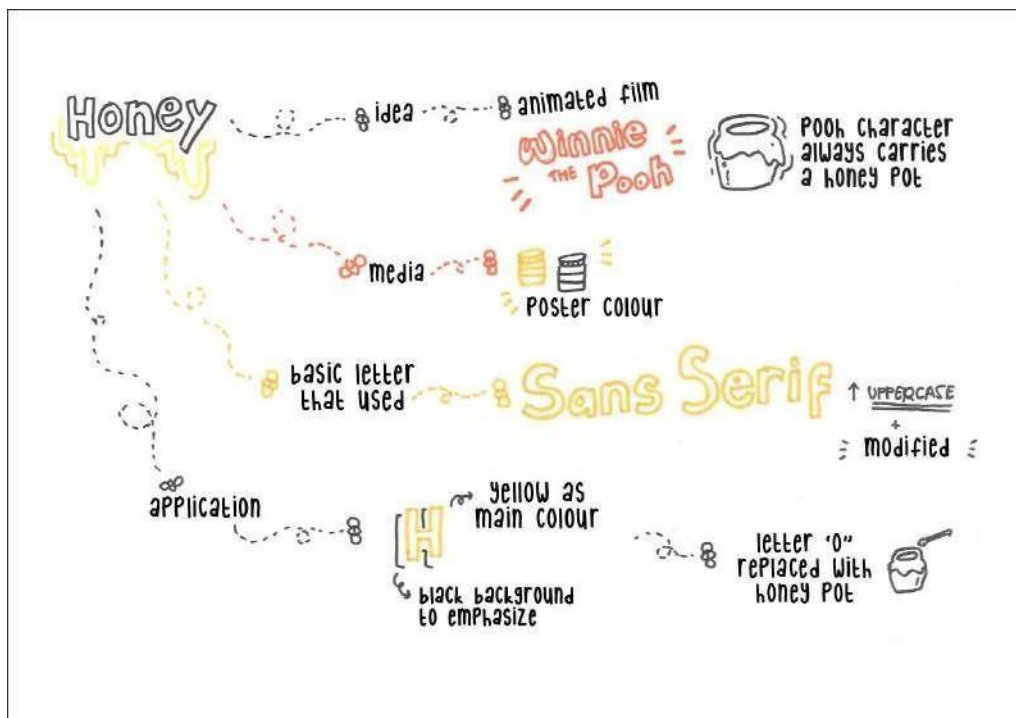 Honey
idea
animated film
Winnie
THE Pooh
Pooh character
always carries
a honey pot
media
poster colour
basic letter
that used
Sans Serif
↑ UPPERCASE
+
modified
application
H
yellow as
main colour
black background
to emphasize
letter "O"
replaced with
honey pot